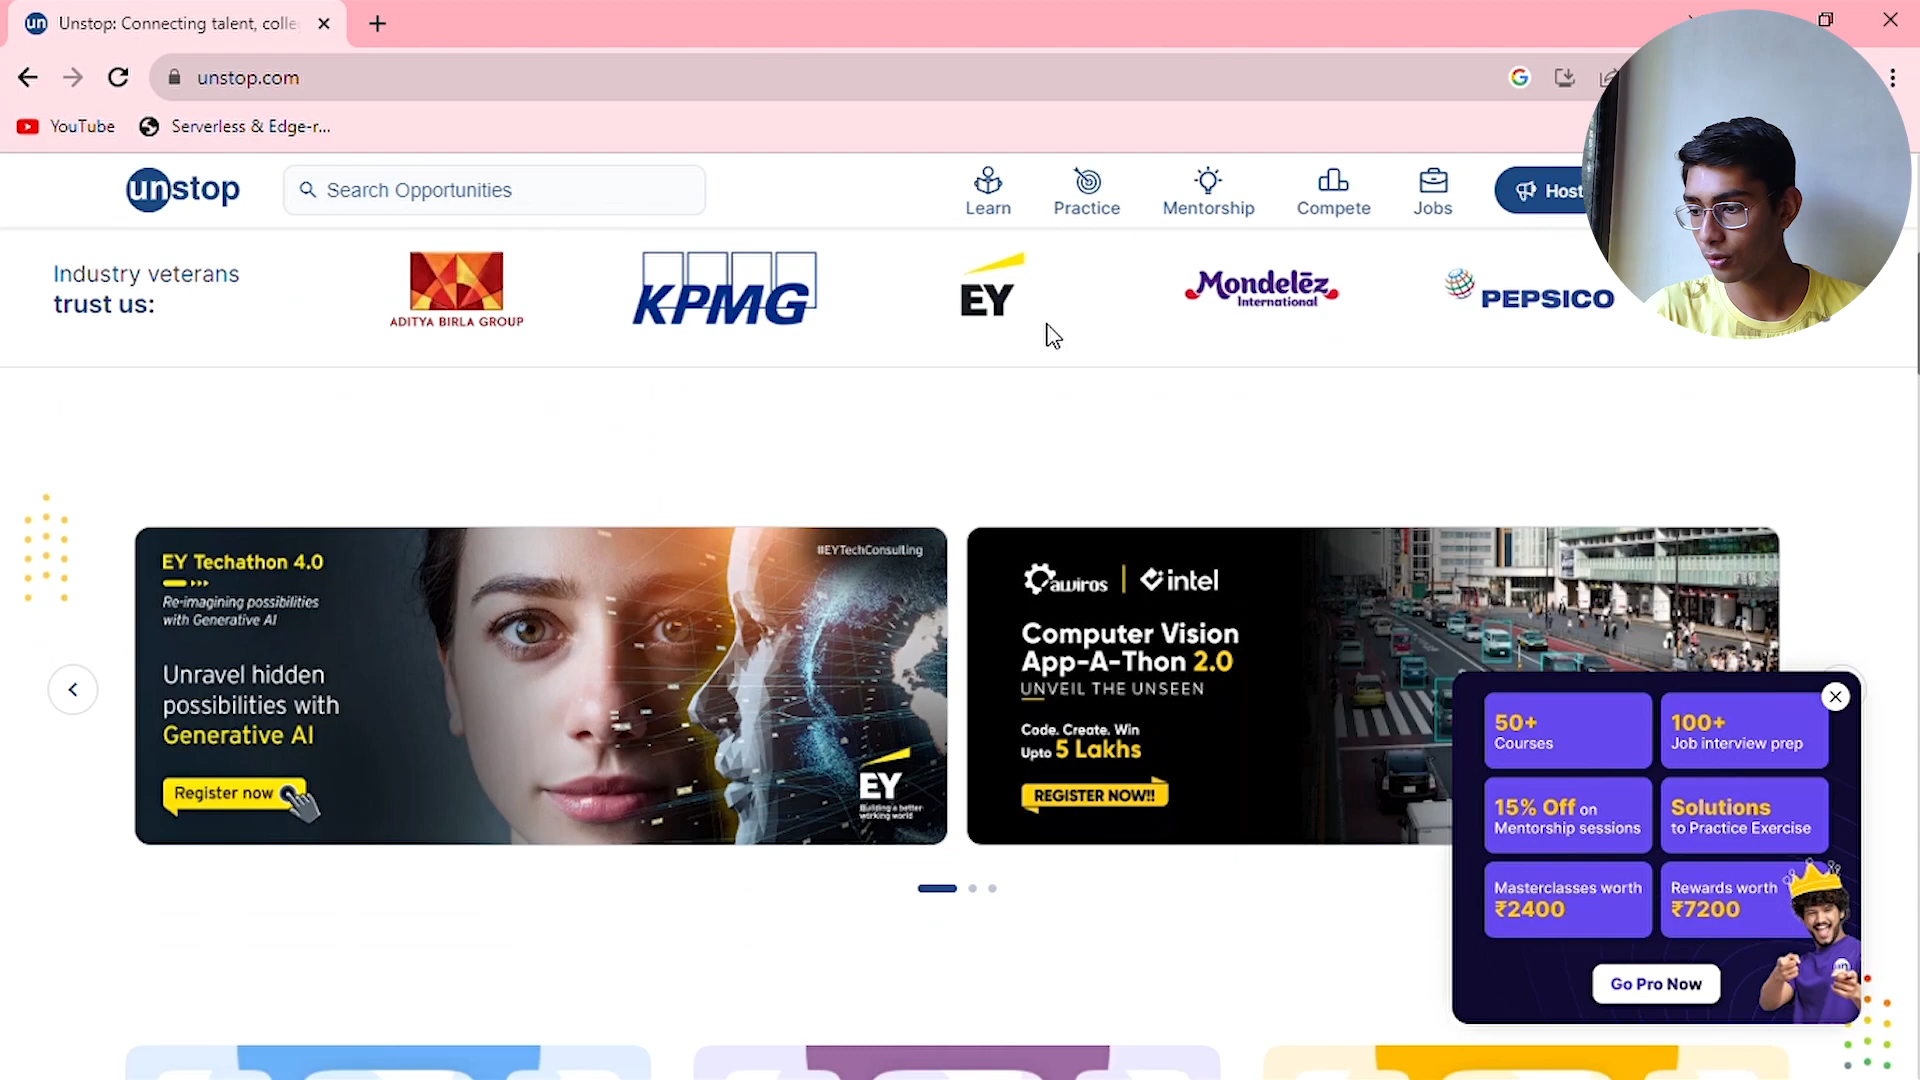 un Unstop: Connecting talent, colle
unstop.com
YouTube Serverless & Edge-r...
unstop Search Opportunities Learn Practice Mentorship Compete Jobs Host
Industry veterans
trust us:
ADITYA BIRLA GROUP
KPMG
EY
Mondelēz
International
PEPSICO
EY Techathon 4.0
#EYTechConsulting
Re-imagining possibilities
with Generative AI
Unravel hidden
possibilities with
Generative AI
Register now
EY
Building a better
working world
awiros | intel
Computer Vision
App-A-Thon 2.0
UNVEIL THE UNSEEN
Code. Create. Win
Upto 5 Lakhs
REGISTER NOW!!
50+
Courses
100+
Job interview prep
15% Off on
Mentorship sessions
Solutions
to Practice Exercise
Masterclasses worth
₹2400
Rewards worth
₹7200
un
Go Pro Now